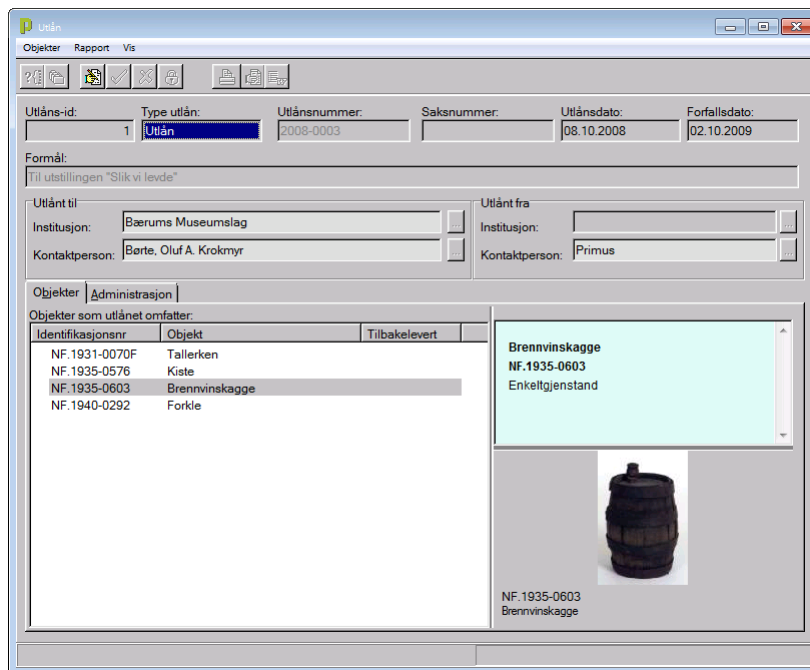 Utlån
Objekter Rapport Vis
Utlåns-id: Type utlån: Utlånsnummer: Saksnummer: Utlånsdato: Forfallsdato:
1 Utlån 2008-0003 08.10.2008 02.10.2009
Formål:
Til utstillingen "Slik vi levde"
Utlånt til Utlånt fra
Institusjon: Bærums Museumslag ... Institusjon: ...
Kontaktperson: Børte, Oluf A. Krokmyr ... Kontaktperson: Primus ...
Objekter Administrasjon
Objekter som utlånet omfatter:
Identifikasjonsnr Objekt Tilbakelevert
NF.1931-0070F Tallerken
NF.1935-0576 Kiste
NF.1935-0603 Brennvinskagge
NF.1940-0292 Forkle
Brennvinskagge
NF.1935-0603
Enkeltgjenstand
NF.1935-0603
Brennvinskagge